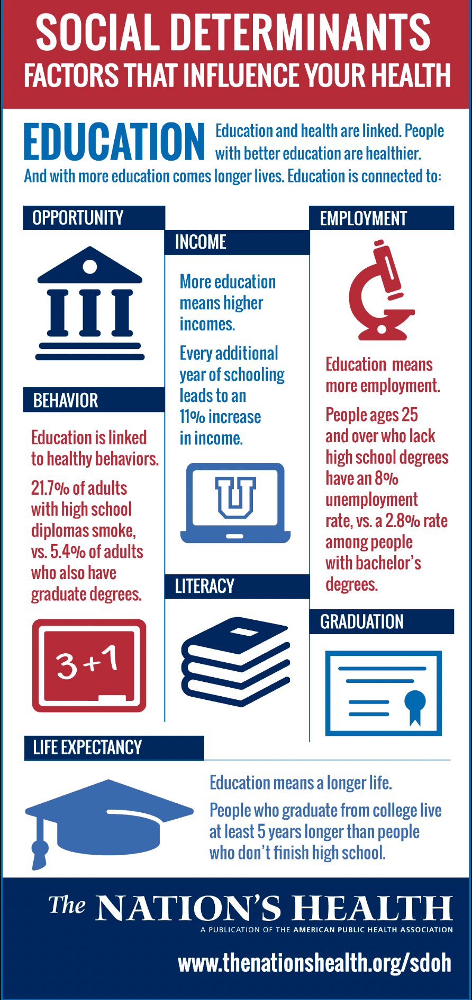 SOCIAL DETERMINANTS
FACTORS THAT INFLUENCE YOUR HEALTH
EDUCATION
Education and health are linked. People
with better education are healthier.
And with more education comes longer lives. Education is connected to:
OPPORTUNITY
BEHAVIOR
Education is linked
to healthy behaviors.
21.7% of adults
with high school
diplomas smoke,
vs. 5.4% of adults
who also have
graduate degrees.
3+1
INCOME
More education
means higher
incomes.
Every additional
year of schooling
leads to an
11% increase
in income.
U
LITERACY
EMPLOYMENT
Education means
more employment.
People ages 25
and over who lack
high school degrees
have an 8%
unemployment
rate, vs. a 2.8% rate
among people
with bachelor's
degrees.
GRADUATION
LIFE EXPECTANCY
Education means a longer life.
People who graduate from college live
at least 5 years longer than people
who don't finish high school.
The NATION'S HEALTH
A PUBLICATION OF THE AMERICAN PUBLIC HEALTH ASSOCIATION
www.thenationshealth.org/sdoh